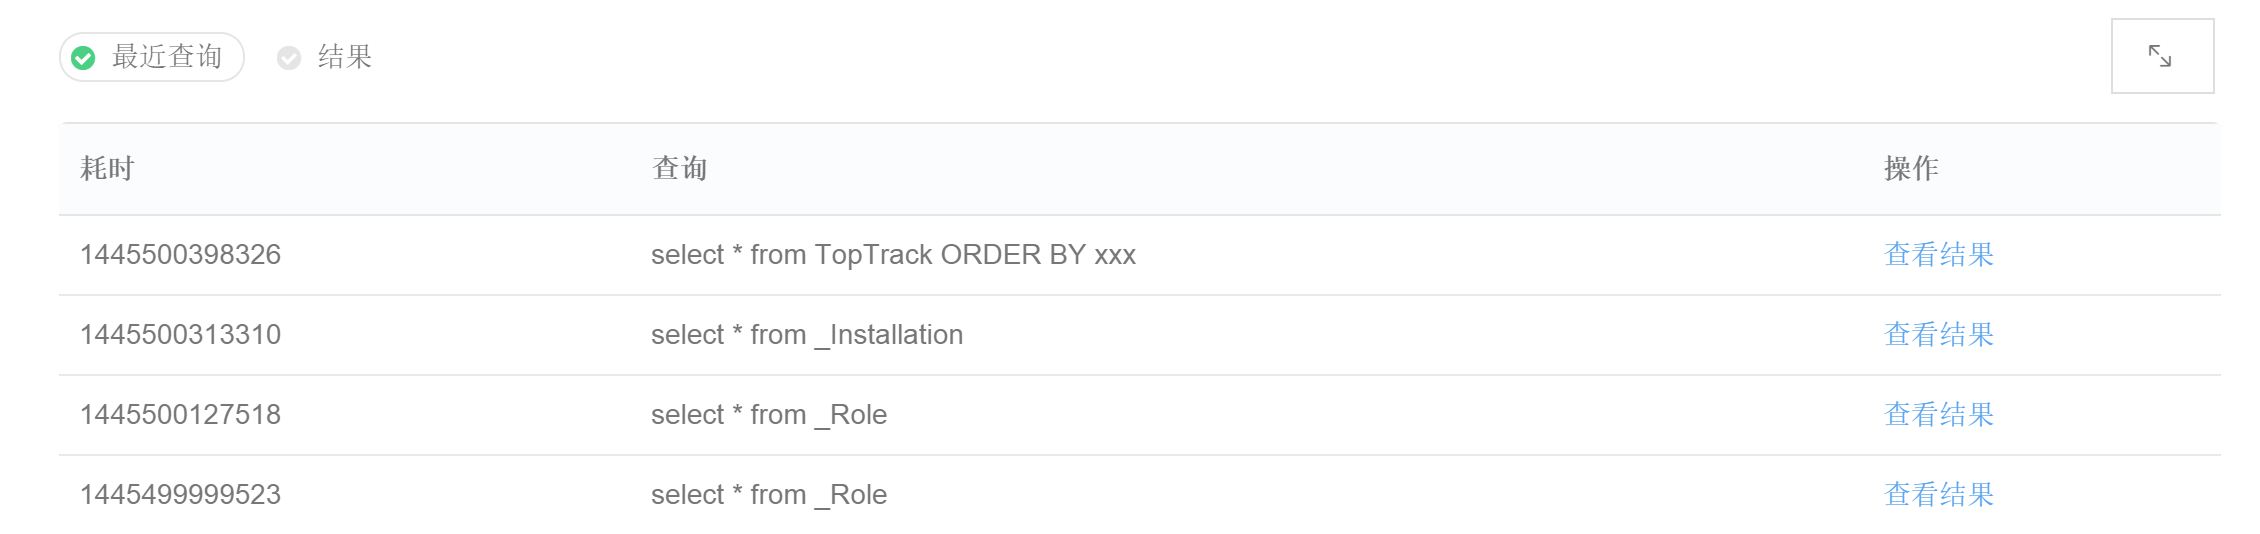 最近查询 结果
耗时 查询 操作
1445500398326 select * from TopTrack ORDER BY xxx 查看结果
1445500313310 select * from _Installation 查看结果
1445500127518 select * from _Role 查看结果
1445499999523 select * from _Role 查看结果